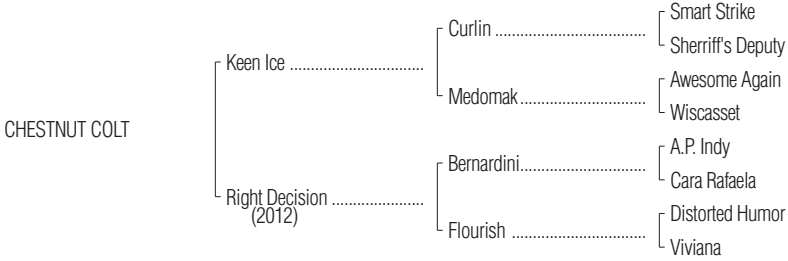 Smart Strike
Curlin ....................................
Sherriff's Deputy
Keen Ice ................................
Awesome Again
Medomak..............................
Wiscasset
CHESTNUT COLT
A.P. Indy
Bernardini..............................
Cara Rafaela
Right Decision ......................
(2012)
Distorted Humor
Flourish ................................
Viviana